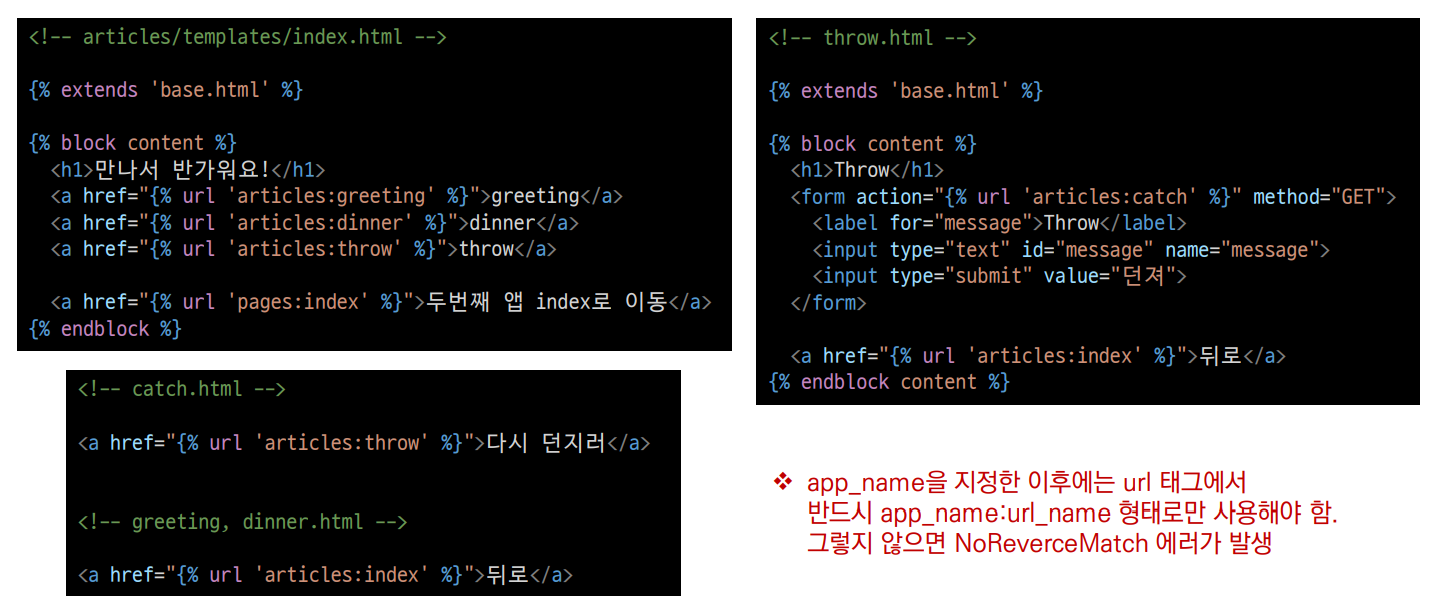 <!-- articles/templates/index.html -->
{% extends 'base.html' %}
{% block content %}
<h1>만나서 반가워요!</h1>
<a href="{% url 'articles:greeting' %}">greeting</a>
<a href="{% url 'articles:dinner' %}">dinner</a>
<a href="{% url 'articles:throw' %}">throw</a>
<a href="{% url 'pages:index' %}">두번째 앱 index로 이동</a>
{% endblock %}
<!-- catch.html -->
<a href="{% url 'articles:throw' %}">다시 던지러</a>
<!-- greeting, dinner.html -->
<a href="{% url 'articles:index' %}">뒤로</a>
<!-- throw.html -->
{% extends 'base.html' %}
{% block content %}
<h1>Throw</h1>
<form action="{% url 'articles:catch' %}" method="GET">
<label for="message">Throw</label>
<input type="text" id="message" name="message">
<input type="submit" value="던져">
</form>
<a href="{% url 'articles:index' %}">뒤로</a>
{% endblock content %}
❖ app_name을 지정한 이후에는 url 태그에서
반드시 app_name:url_name 형태로만 사용해야 함.
그렇지 않으면 NoReverceMatch 에러가 발생